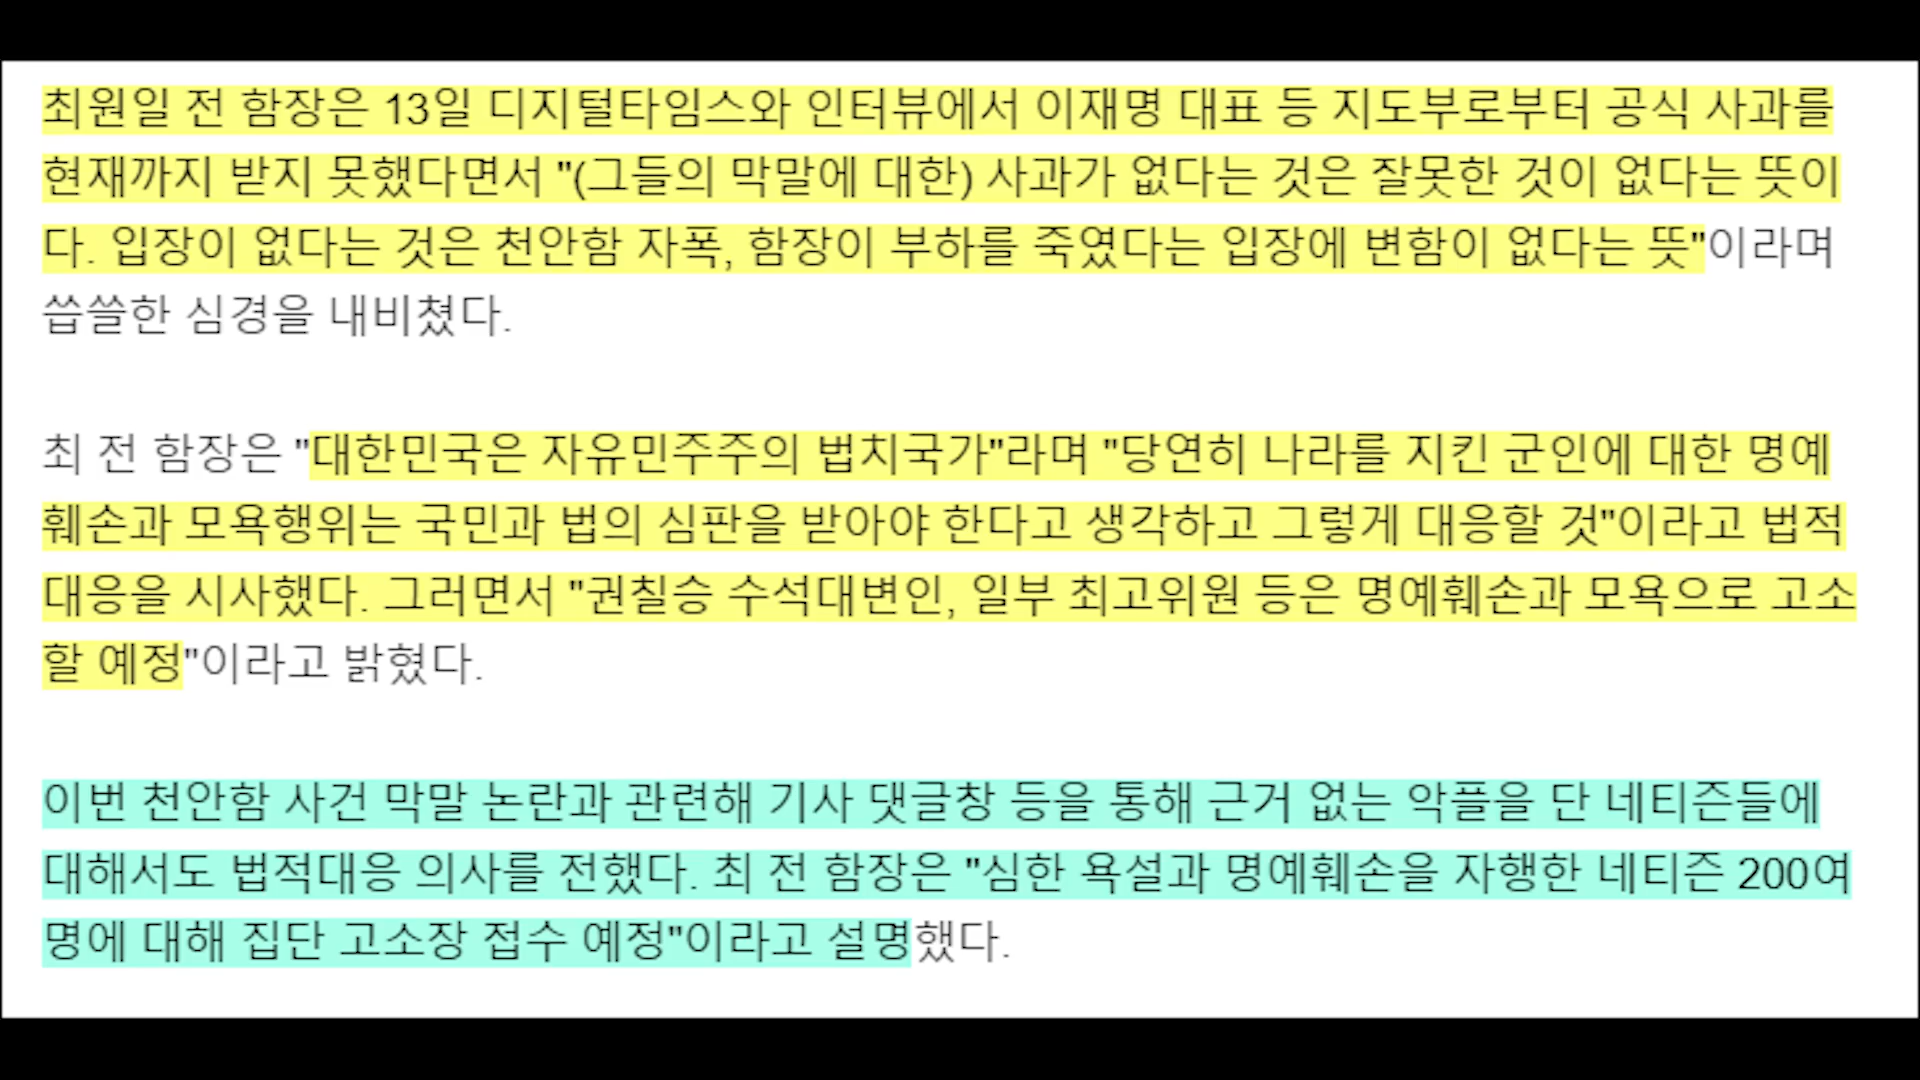 최원일 전 함장은 13일 디지털타임스와 인터뷰에서 이재명 대표 등 지도부로부터 공식 사과를
현재까지 받지 못했다면서 "(그들의 막말에 대한) 사과가 없다는 것은 잘못한 것이 없다는 뜻이
다. 입장이 없다는 것은 천안함 자폭, 함장이 부하를 죽였다는 입장에 변함이 없다는 뜻"이라며
씁쓸한 심경을 내비쳤다.
최 전 함장은 "대한민국은 자유민주주의 법치국가"라며 "당연히 나라를 지킨 군인에 대한 명예
훼손과 모욕행위는 국민과 법의 심판을 받아야 한다고 생각하고 그렇게 대응할 것"이라고 법적
대응을 시사했다. 그러면서 "권칠승 수석대변인, 일부 최고위원 등은 명예훼손과 모욕으로 고소
할 예정"이라고 밝혔다.
이번 천안함 사건 막말 논란과 관련해 기사 댓글창 등을 통해 근거 없는 악플을 단 네티즌들에
대해서도 법적대응 의사를 전했다. 최 전 함장은 "심한 욕설과 명예훼손을 자행한 네티즌 200여
명에 대해 집단 고소장 접수 예정"이라고 설명했다.